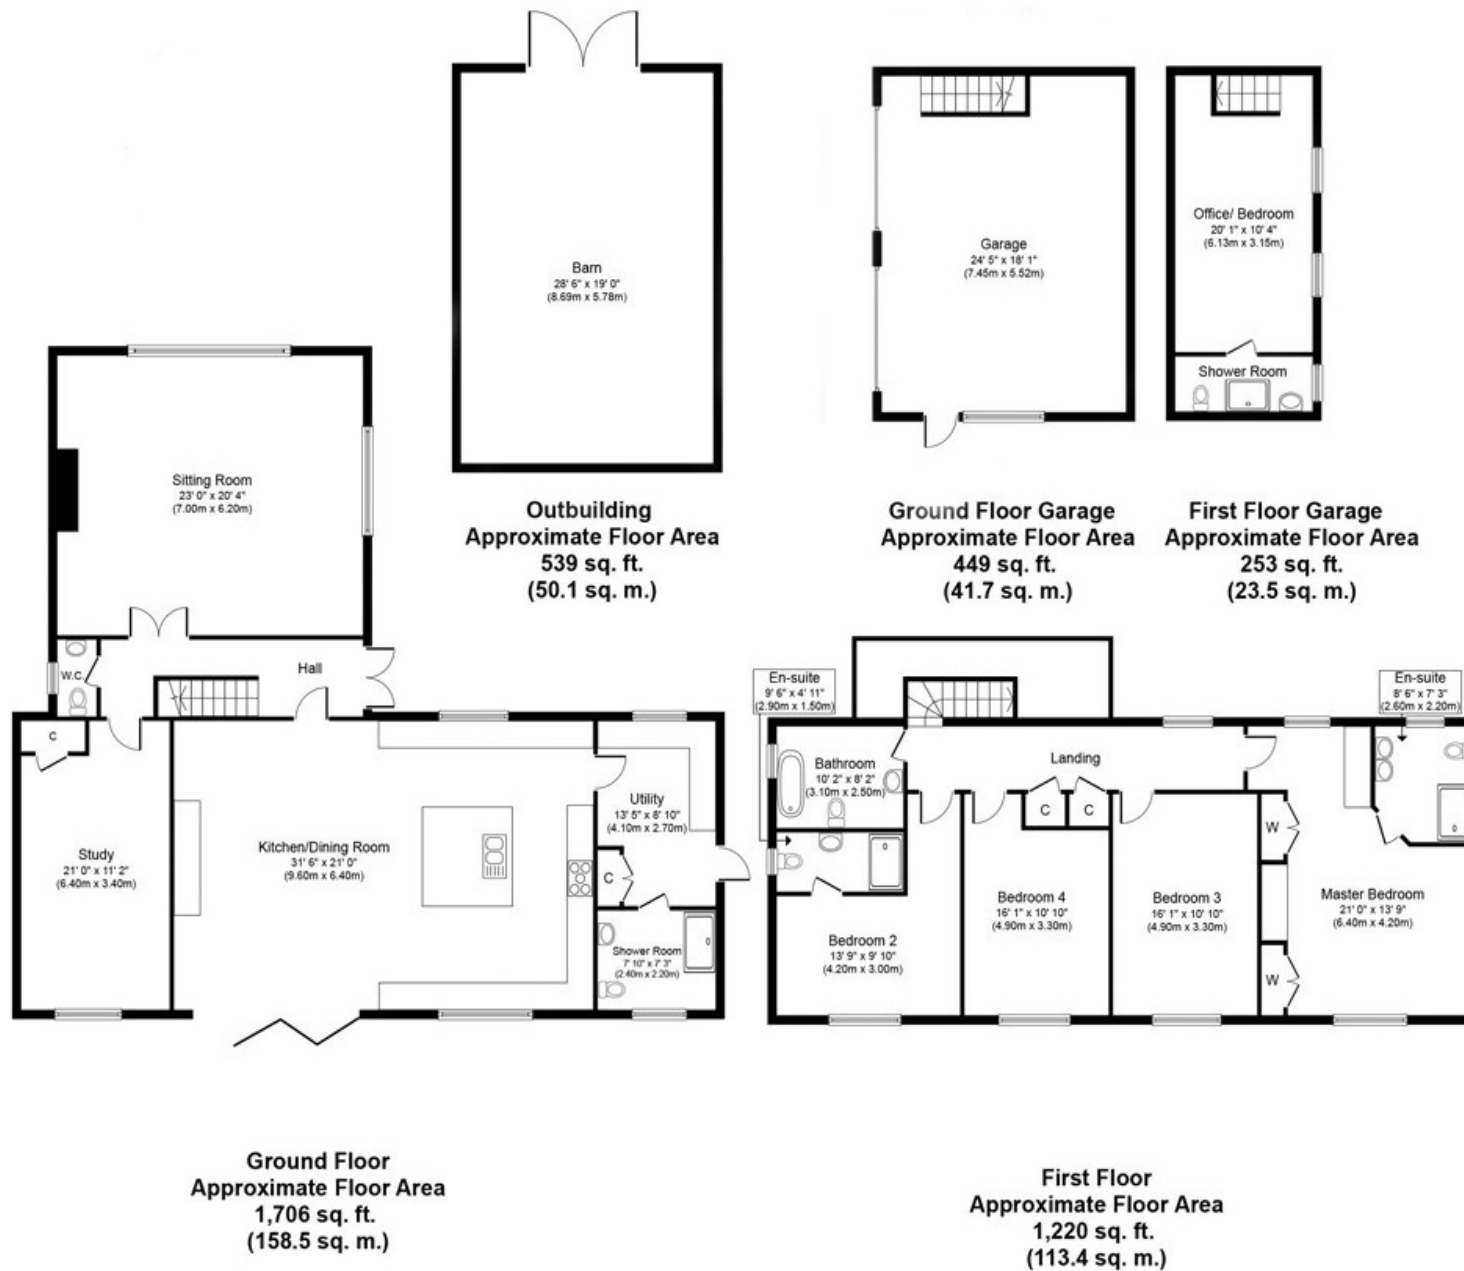 Barn
28' 6" x 19' 0"
(8.69m x 5.78m)
Outbuilding
Approximate Floor Area
539 sq. ft.
(50.1 sq. m.)
Garage
24' 5" x 18' 1"
(7.45m x 5.52m)
Ground Floor Garage
Approximate Floor Area
449 sq. ft.
(41.7 sq. m.)
Office/ Bedroom
20' 1" x 10' 4"
(6.13m x 3.15m)
Shower Room
First Floor Garage
Approximate Floor Area
253 sq. ft.
(23.5 sq. m.)
Sitting Room
23' 0" x 20' 4"
(7.00m x 6.20m)
W.C.
Hall
C
Study
21' 0" x 11' 2"
(6.40m x 3.40m)
Kitchen/Dining Room
31' 6" x 21' 0"
(9.60m x 6.40m)
Utility
13' 5" x 8' 10"
(4.10m x 2.70m)
C
Shower Room
7' 10" x 7' 3"
(2.40m x 2.20m)
Ground Floor
Approximate Floor Area
1,706 sq. ft.
(158.5 sq. m.)
En-suite
9' 6" x 4' 11"
(2.90m x 1.50m)
En-suite
8' 6" x 7' 3"
(2.60m x 2.20m)
Bathroom
10' 2" x 8' 2"
(3.10m x 2.50m)
Landing
C
C
W
Bedroom 2
13' 9" x 9' 10"
(4.20m x 3.00m)
Bedroom 4
16' 1" x 10' 10"
(4.90m x 3.30m)
Bedroom 3
16' 1" x 10' 10"
(4.90m x 3.30m)
Master Bedroom
21' 0" x 13' 9"
(6.40m x 4.20m)
W
First Floor
Approximate Floor Area
1,220 sq. ft.
(113.4 sq. m.)